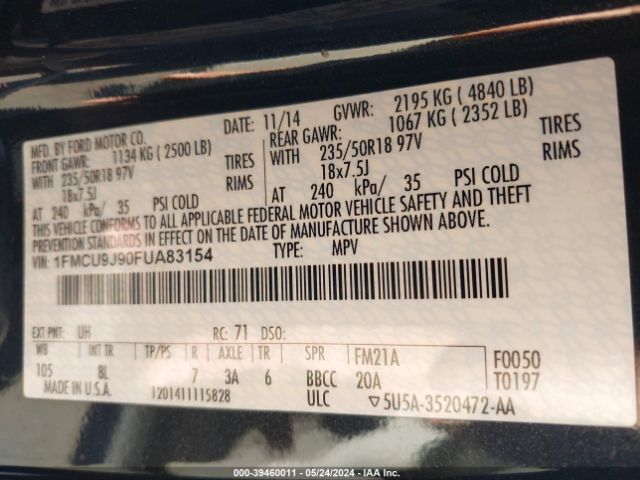 MFD. BY FORD MOTOR CO.
DATE: 11/14 GVWR: 2195 KG ( 4840 LB)
FRONT GAWR: 1134 KG ( 2500 LB)
REAR GAWR: 1067 KG ( 2352 LB)
WITH 235/50R18 97V TIRES
WITH 235/50R18 97V TIRES
18x7.5J RIMS
18x7.5J RIMS
AT 240 kPa/ 35 PSI COLD
AT 240 kPa/ 35 PSI COLD
THIS VEHICLE CONFORMS TO ALL APPLICABLE FEDERAL MOTOR VEHICLE SAFETY AND THEFT
PREVENTION STANDARDS IN EFFECT ON THE DATE OF MANUFACTURE SHOWN ABOVE.
VIN: 1FMCU9J90FUA83154 TYPE: MPV
EXT PNT: UH RC: 71 DSO:
WB INT TR TP/PS R AXLE TR SPR FM21A F0050
105 8L 7 3A 6 BBCC 20A T0197
MADE IN U.S.A. 1201411115828 ULC ▽5U5A-3520472-AA
000-39460011 - 05/24/2024 - IAA Inc.